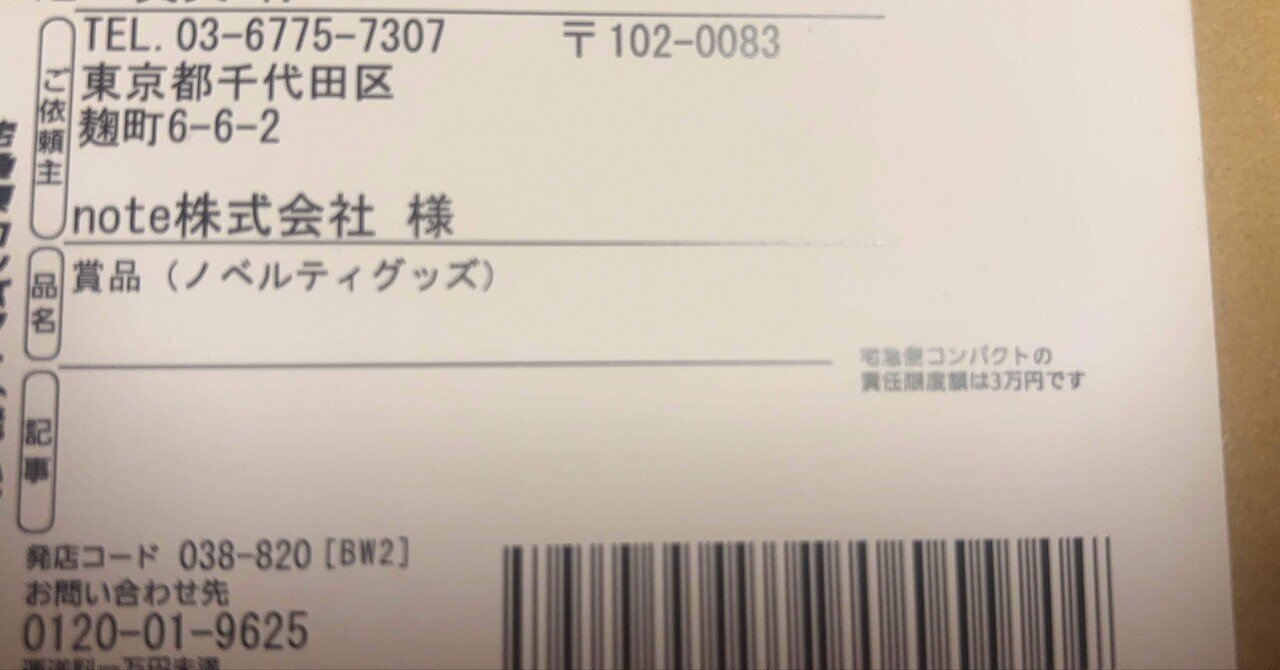 TEL. 03-6775-7307 〒102-0083
ご依頼主
東京都千代田区
麹町6-6-2
note株式会社 様
品名
賞品（ノベルティグッズ）
宅急便コンパクトの
責任限度額は3万円です
記事
発店コード 038-820 [BW2]
お問い合わせ先
0120-01-9625